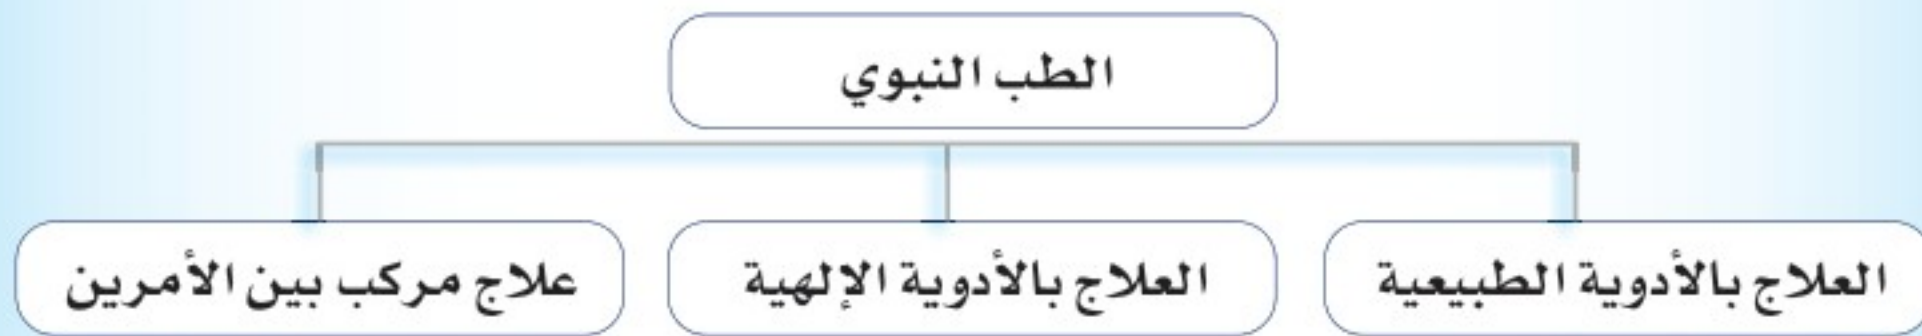 الطب النبوي
العلاج بالأدوية الطبيعية
العلاج بالأدوية الإلهية
علاج مركب بين الأمرين